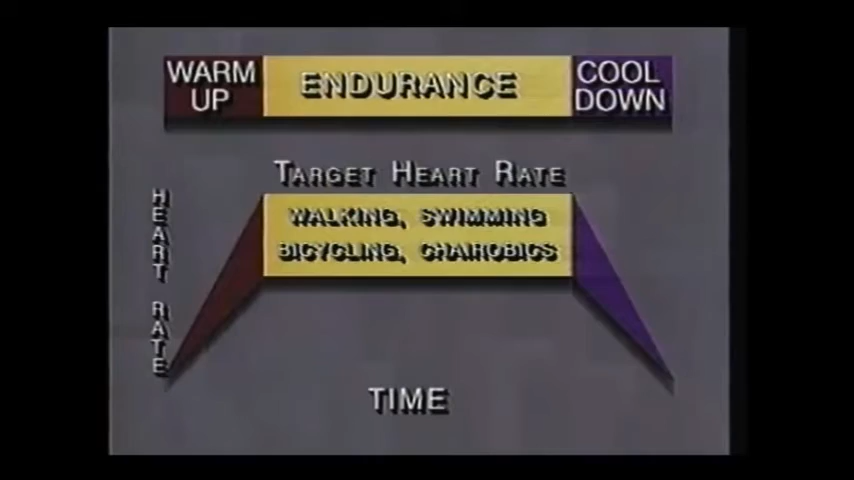 WARM UP
ENDURANCE
COOL DOWN
TARGET HEART RATE
WALKING, SWIMMING
BICYCLING, CHAIROBICS
HEART RATE
TIME